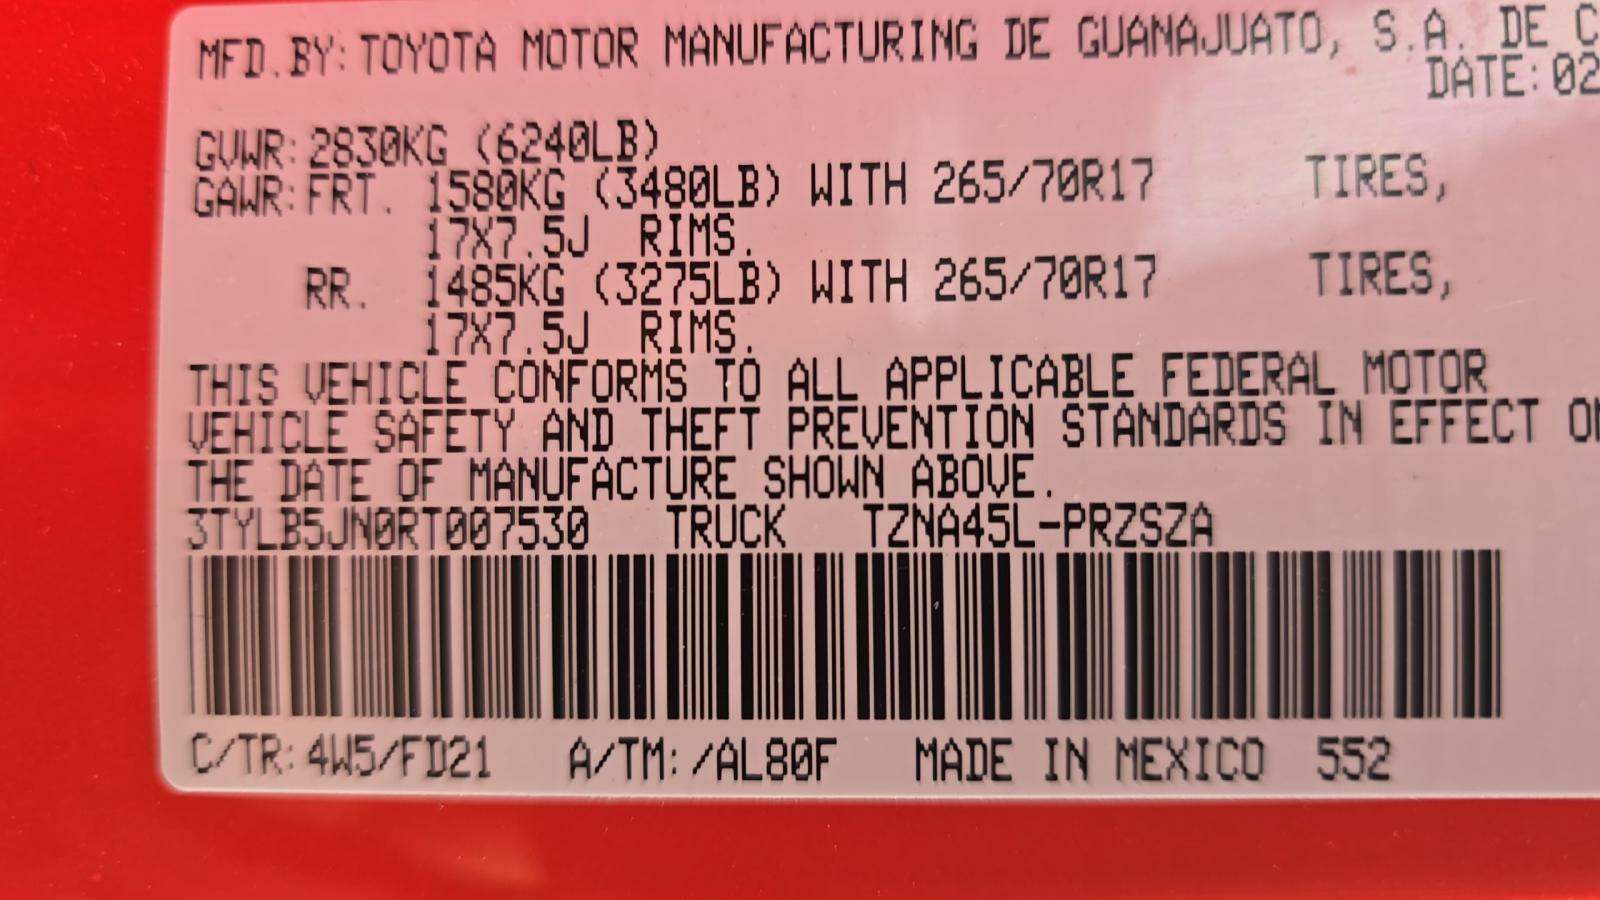 MFD.BY:TOYOTA MOTOR MANUFACTURING DE GUANAJUATO, S.A. DE C
DATE:02
GVWR:2830KG (6240LB)
GAWR:FRT. 1580KG (3480LB) WITH 265/70R17 TIRES,
17X7.5J RIMS.
RR. 1485KG (3275LB) WITH 265/70R17 TIRES,
17X7.5J RIMS.
THIS VEHICLE CONFORMS TO ALL APPLICABLE FEDERAL MOTOR
VEHICLE SAFETY AND THEFT PREVENTION STANDARDS IN EFFECT ON
THE DATE OF MANUFACTURE SHOWN ABOVE.
3TYLB5JN0RT007530 TRUCK TZNA45L-PRZSZA
C/TR:4W5/FD21 A/TM:/AL80F MADE IN MEXICO 552